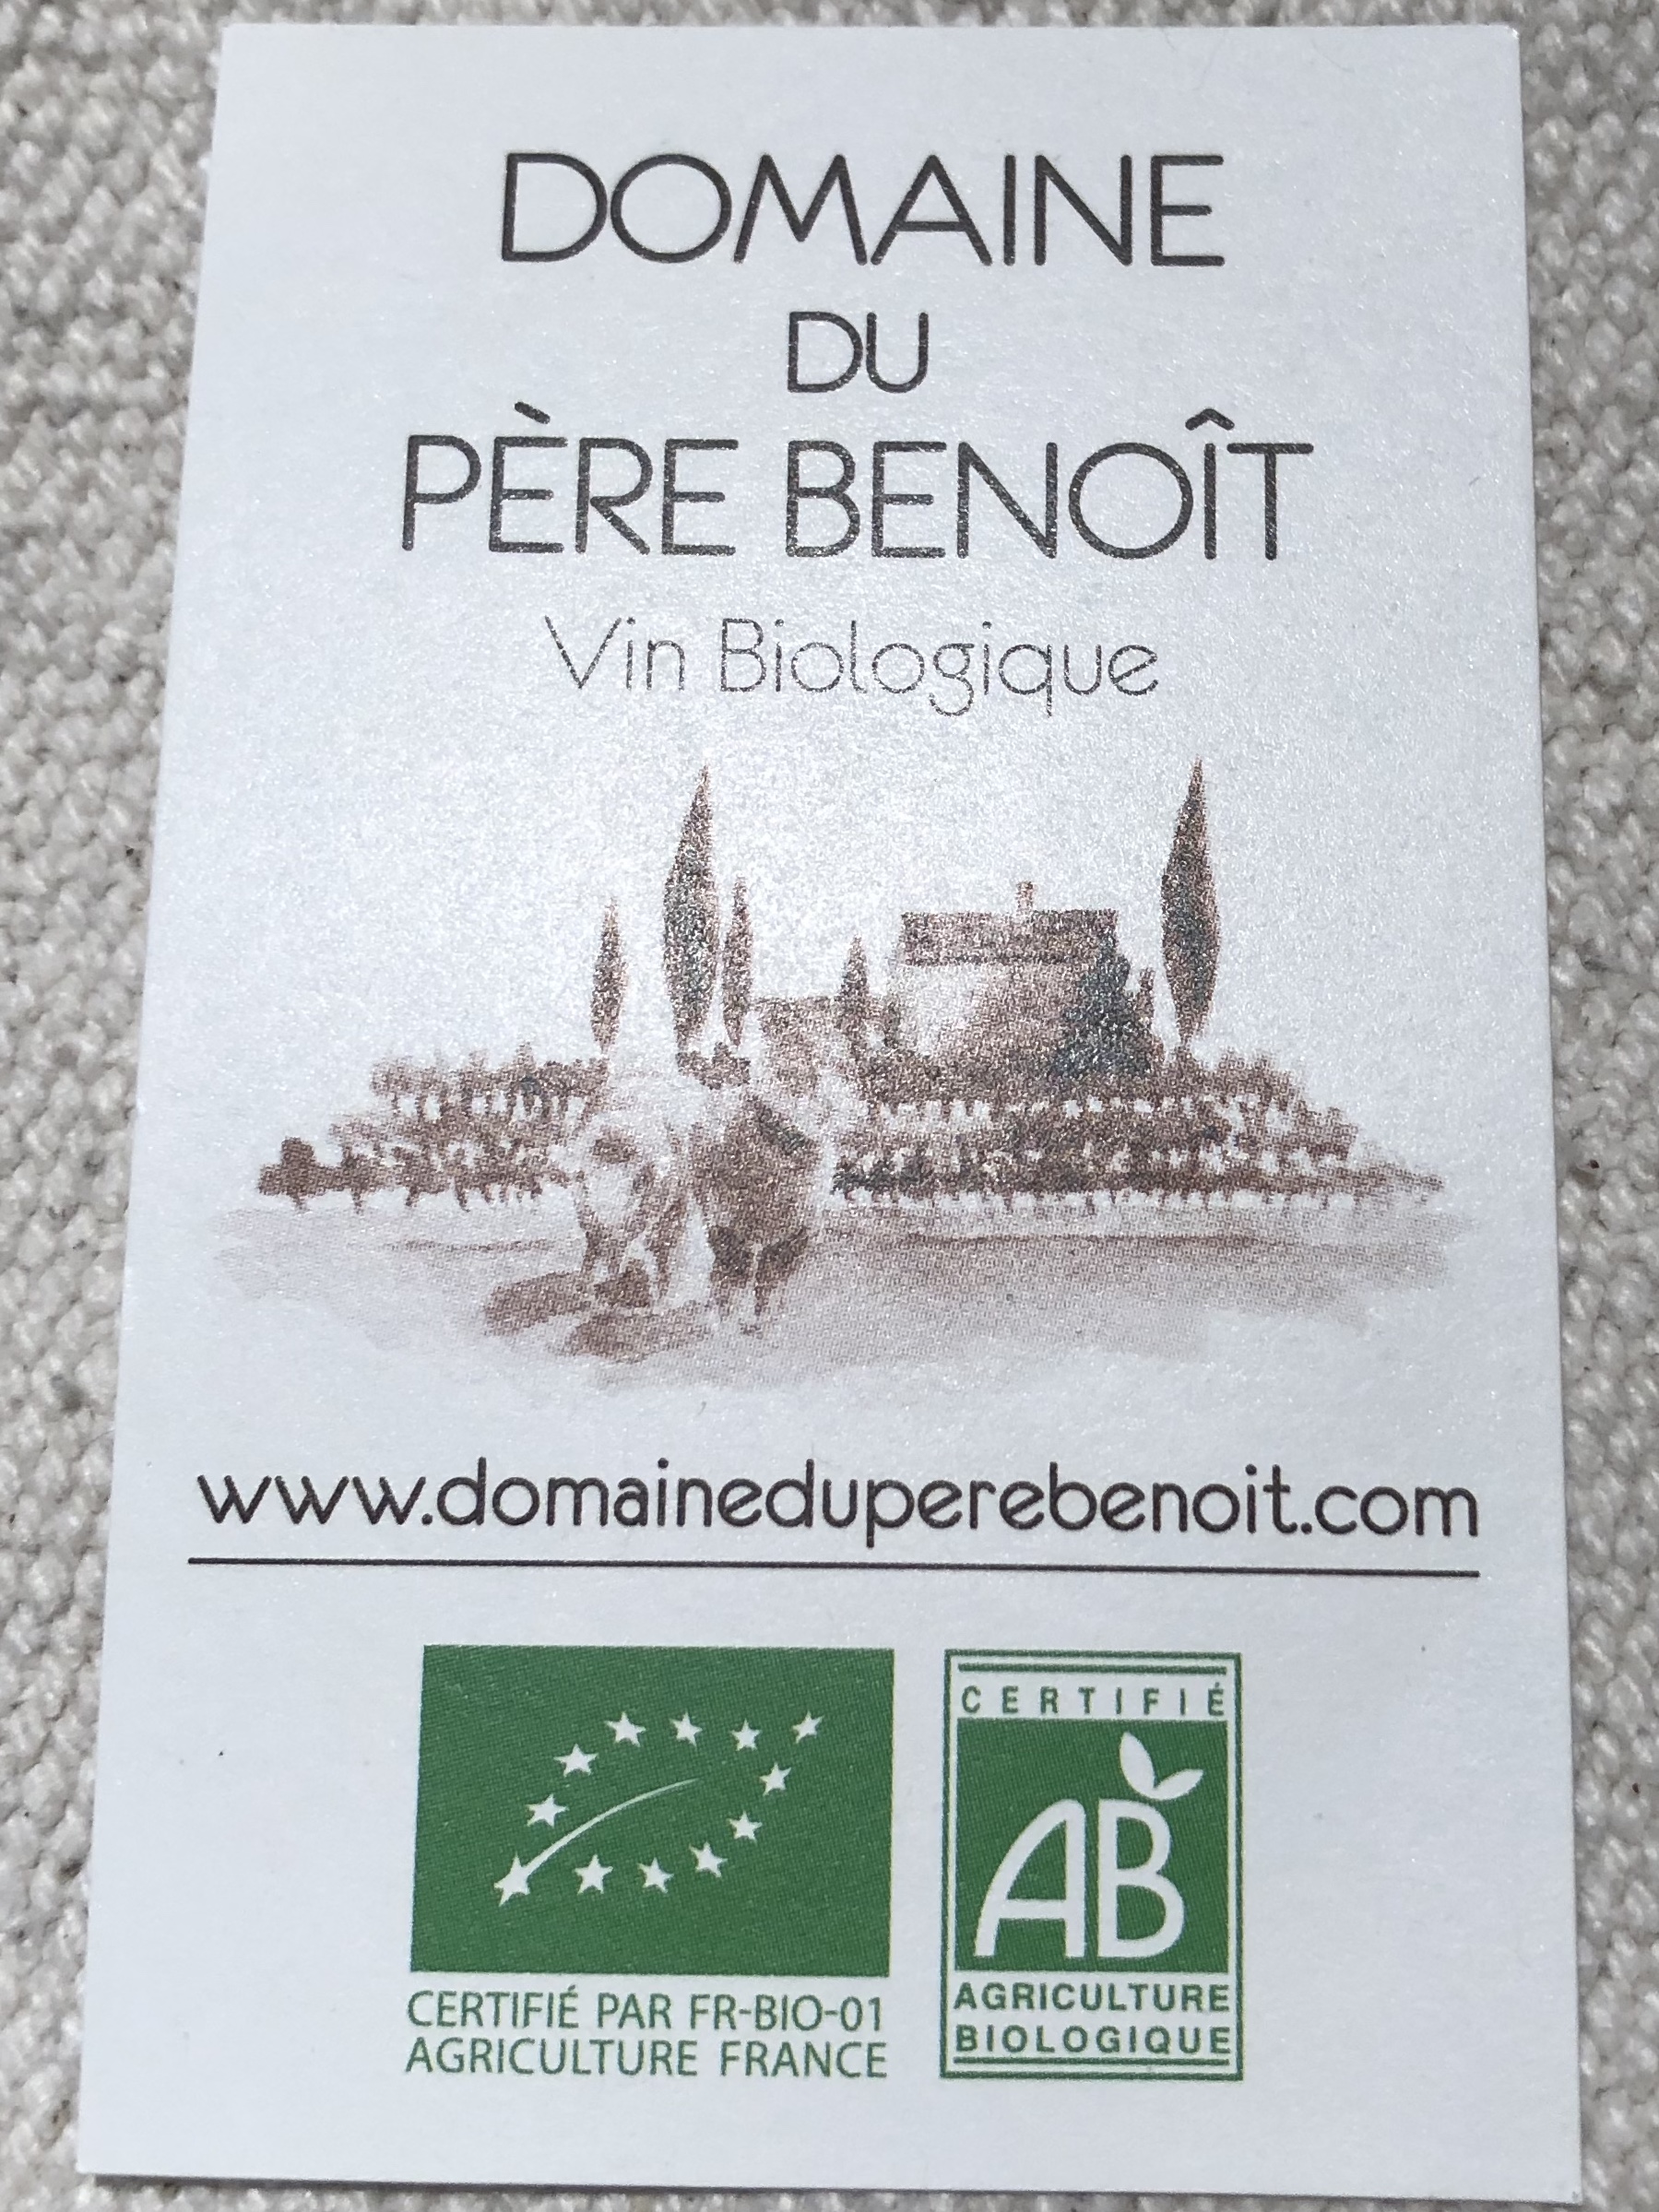 DOMAINE
DU
PÈRE BENOÎT
Vin Biologique
www.domaineduperebenoit.com
CERTIFIÉ PAR FR-BIO-01
AGRICULTURE FRANCE
CERTIFIÉ
AB
AGRICULTURE
BIOLOGIQUE